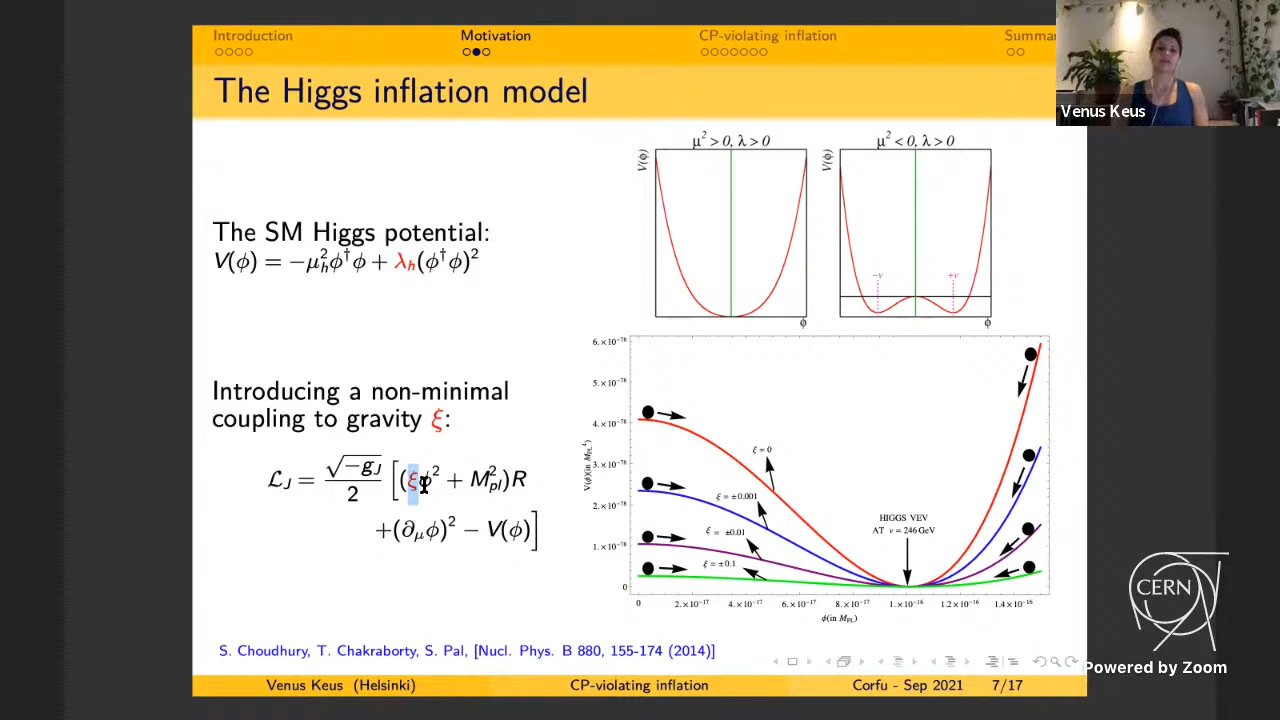 Introduction
Motivation
CP-violating inflation
Summar
The Higgs inflation model
Venus Keus
μ² > 0, λ > 0
μ² < 0, λ > 0
V(ϕ)
V(ϕ)
−v
+v
ϕ
ϕ
The SM Higgs potential:
V(ϕ) = −μ_h²ϕ†ϕ + λ_h(ϕ†ϕ)²
Introducing a non-minimal
coupling to gravity ξ:
ℒ_J = √−g_J / 2 [(ξϕ² + M_pl²)R
+(∂_μϕ)² − V(ϕ)]
V(ϕ)(in M_PL⁴)
6.×10⁻⁷⁸
5.×10⁻⁷⁸
4.×10⁻⁷⁸
3.×10⁻⁷⁸
2.×10⁻⁷⁸
1.×10⁻⁷⁸
0
ξ = 0
ξ = ±0.001
ξ = ±0.01
ξ = ±0.1
HIGGS VEV
AT v = 246 GeV
0
2.×10⁻¹⁷
4.×10⁻¹⁷
6.×10⁻¹⁷
8.×10⁻¹⁷
1.×10⁻¹⁶
1.2×10⁻¹⁶
1.4×10⁻¹⁶
ϕ(in M_PL)
S. Choudhury, T. Chakraborty, S. Pal, [Nucl. Phys. B 880, 155-174 (2014)]
Venus Keus (Helsinki)
CP-violating inflation
Corfu - Sep 2021
7/17
CERN
Powered by Zoom